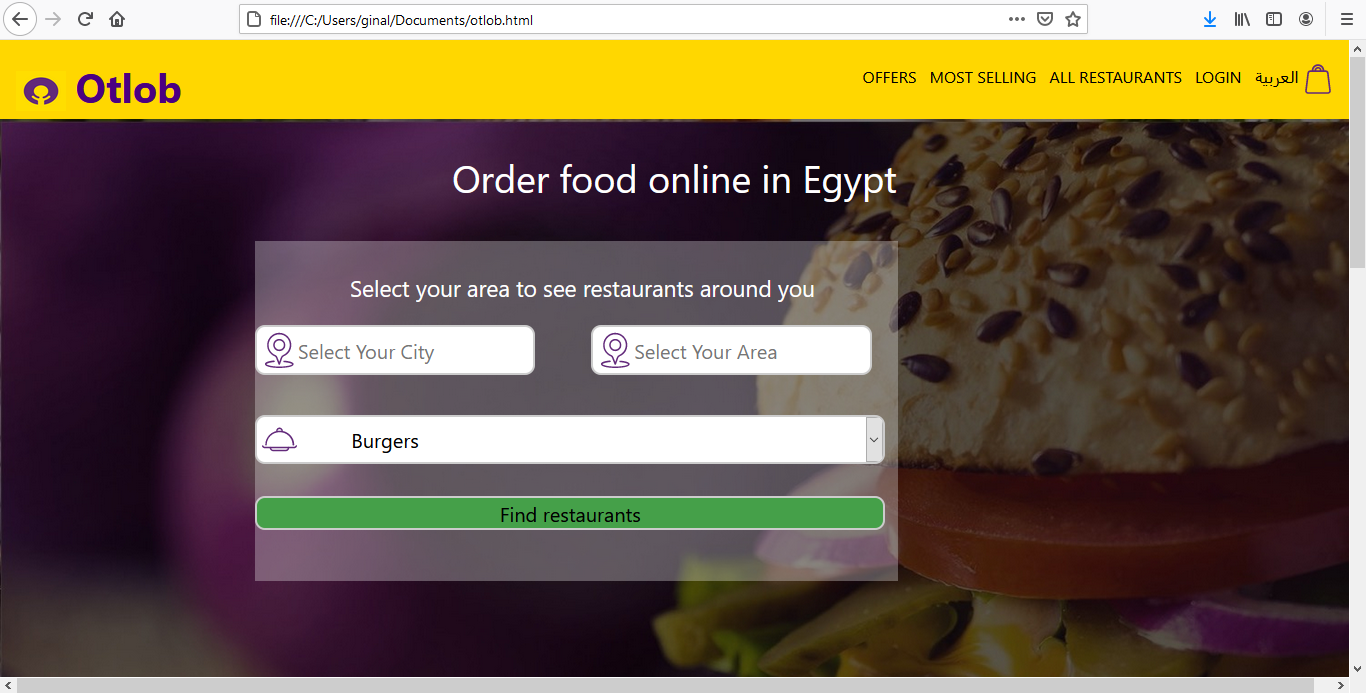 file:///C:/Users/ginal/Documents/otlob.html
Otlob
OFFERS MOST SELLING ALL RESTAURANTS LOGIN العربية
Order food online in Egypt
Select your area to see restaurants around you
Select Your City Select Your Area
Burgers
Find restaurants